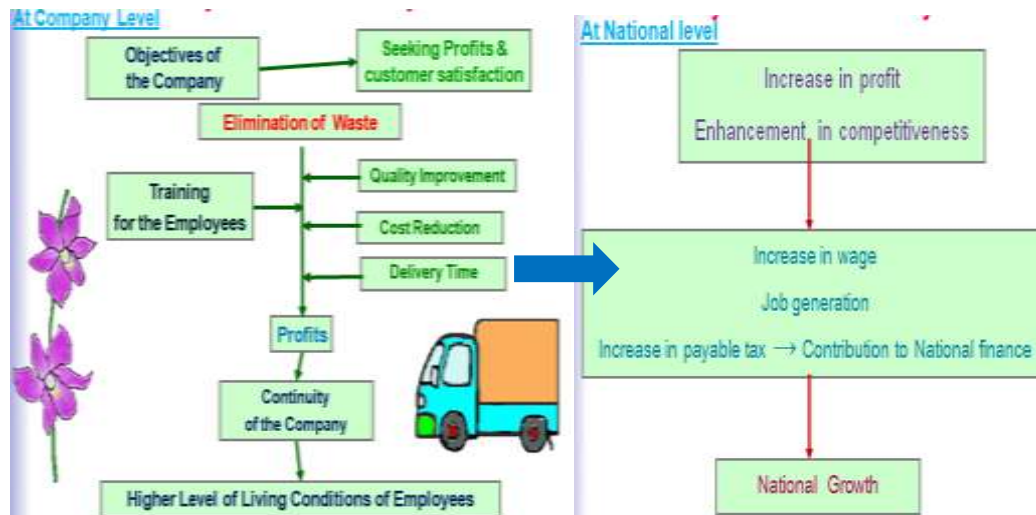 At Company Level
Objectives of
the Company
Seeking Profits &
customer satisfaction
Elimination of Waste
Quality Improvement
Training
for the Employees
Cost Reduction
Delivery Time
Profits
Continuity
of the Company
Higher Level of Living Conditions of Employees
At National level
Increase in profit
Enhancement in competitiveness
Increase in wage
Job generation
Increase in payable tax → Contribution to National finance
National Growth